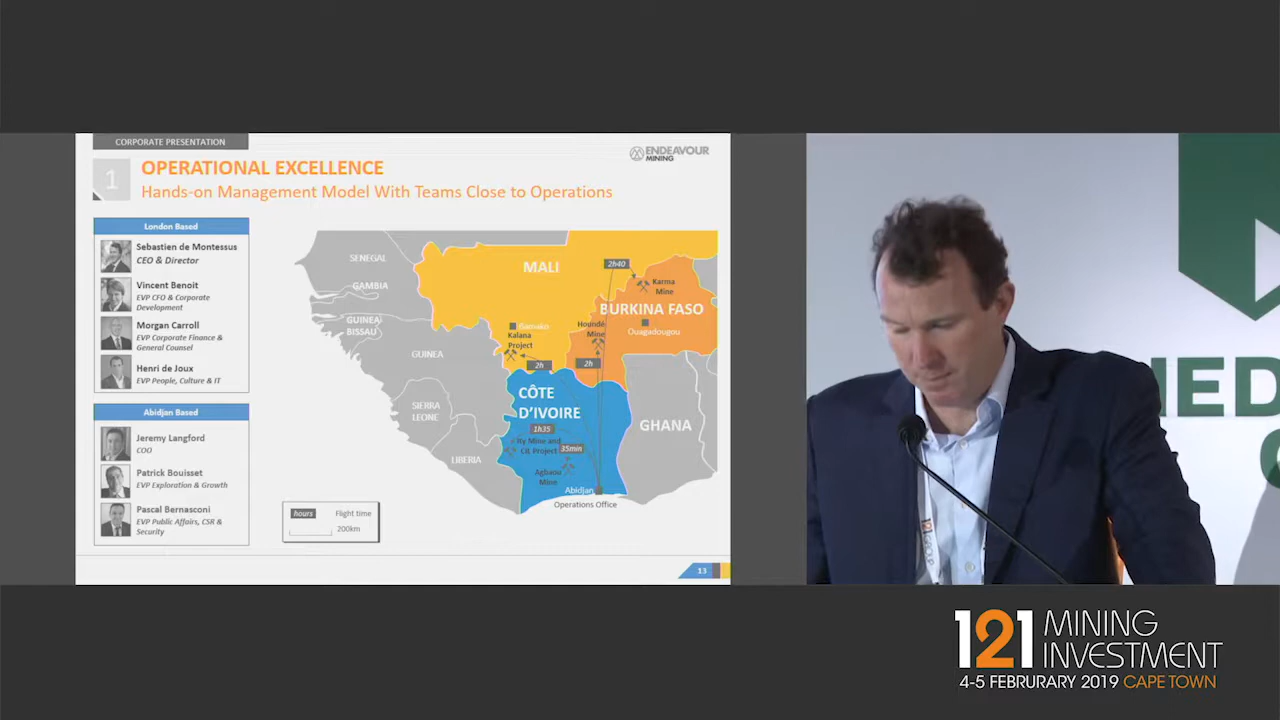 CORPORATE PRESENTATION
1
OPERATIONAL EXCELLENCE
Hands-on Management Model With Teams Close to Operations
ENDEAVOUR
MINING
London Based
Sebastien de Montessus
CEO & Director
Vincent Benoit
EVP CFO & Corporate
Development
Morgan Carroll
EVP Corporate Finance &
General Counsel
Henri de Joux
EVP People, Culture & IT
Abidjan Based
Jeremy Langford
COO
Patrick Bouisset
EVP Exploration & Growth
Pascal Bernasconi
EVP Public Affairs, CSR &
Security
SENEGAL
GAMBIA
GUINEA-
BISSAU
GUINEA
SIERRA
LEONE
LIBERIA
MALI
2h40
Karma
Mine
BURKINA FASO
Ouagadougou
Houndé
Mine
Bamako
Kalana
Project
2h
2h
CÔTE
D'IVOIRE
1h35
Ity Mine and
CIL Project
35min
Agbaou
Mine
Abidjan
Operations Office
GHANA
hours Flight time
200km
13
GROUP
121 MINING
INVESTMENT
4-5 FEBRURARY 2019 CAPE TOWN